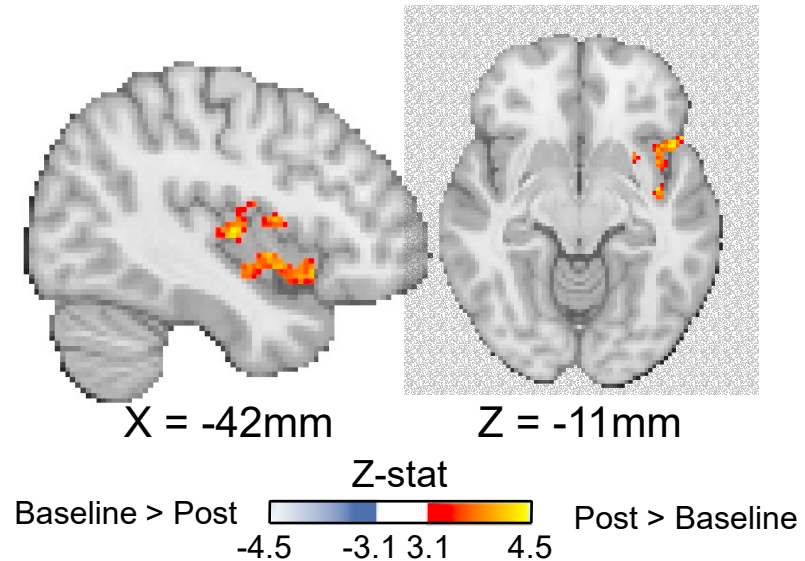 X = -42mm
Z = -11mm
Z-stat
Baseline > Post
Post > Baseline
-4.5
-3.1
3.1
4.5